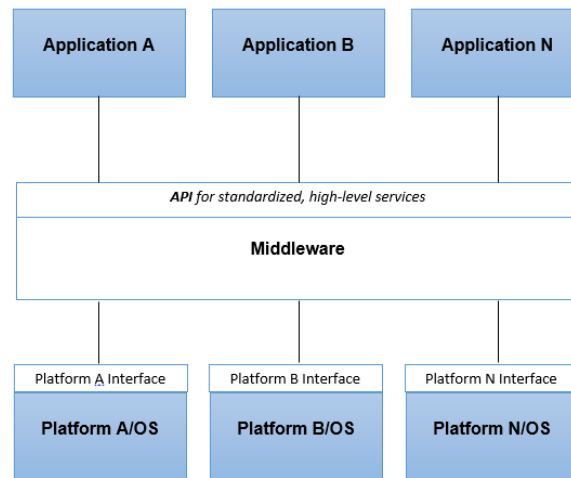 Application A
Application B
Application N
API for standardized, high-level services
Middleware
Platform A Interface
Platform B Interface
Platform N Interface
Platform A/OS
Platform B/OS
Platform N/OS